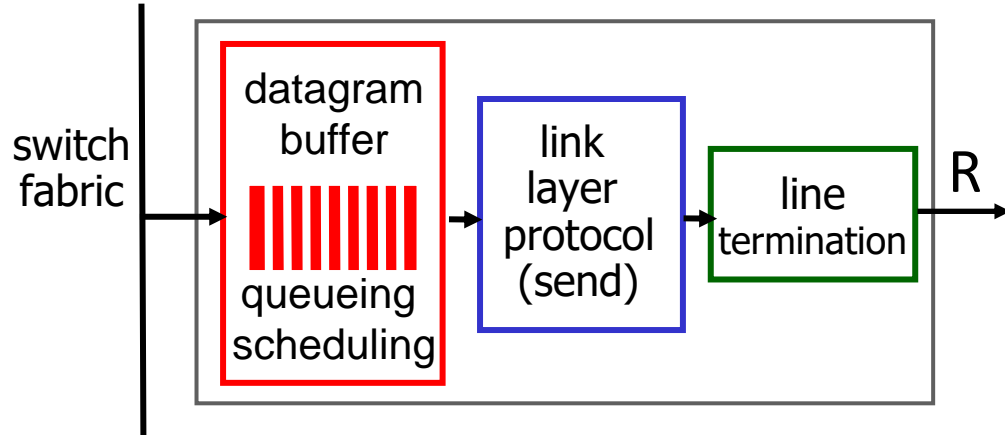 switch
fabric
datagram
buffer
queueing
scheduling
link
layer
protocol
(send)
line
termination
R